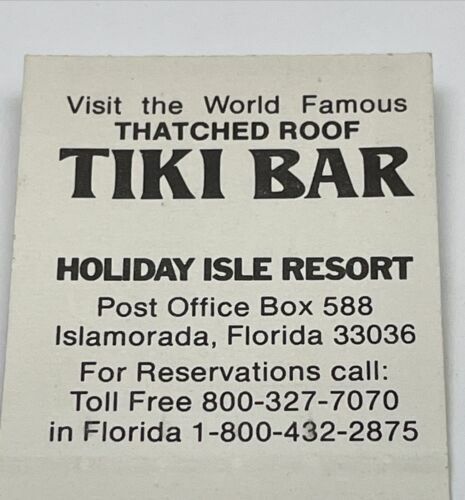 Visit the World Famous
THATCHED ROOF
TIKI BAR
HOLIDAY ISLE RESORT
Post Office Box 588
Islamorada, Florida 33036
For Reservations call:
Toll Free 800-327-7070
in Florida 1-800-432-2875